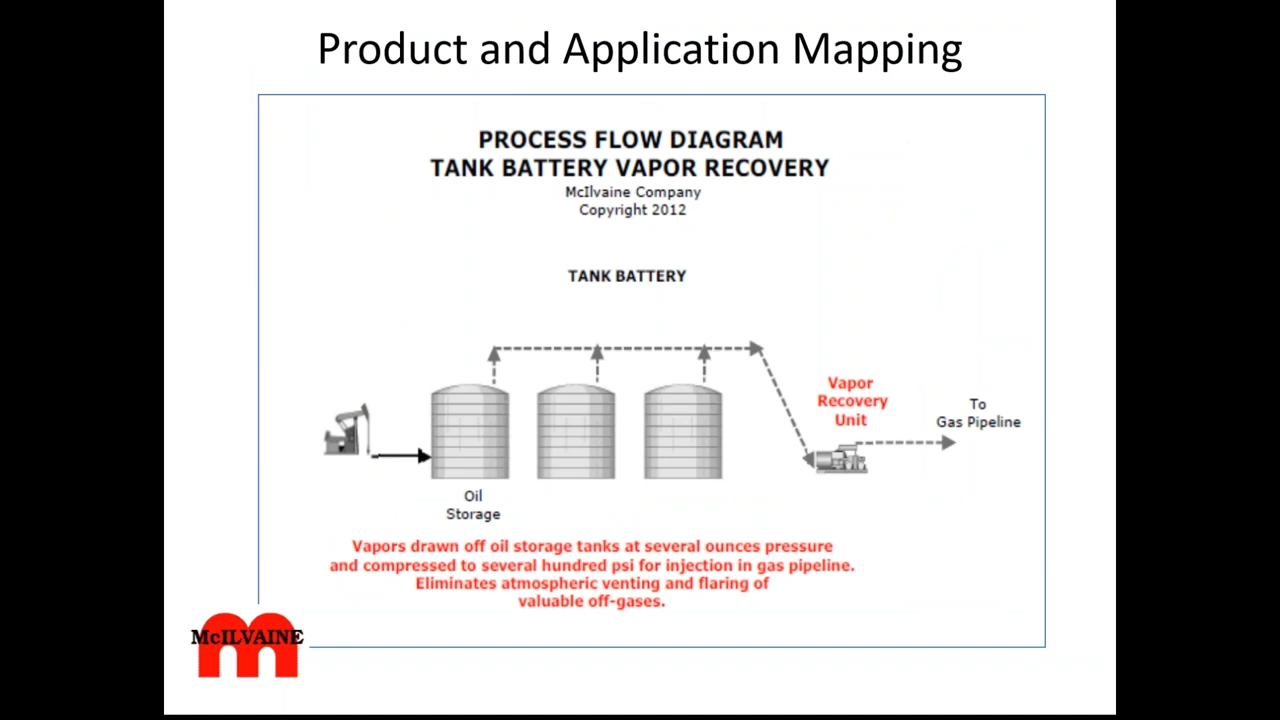 Product and Application Mapping
PROCESS FLOW DIAGRAM
TANK BATTERY VAPOR RECOVERY
McIlvaine Company
Copyright 2012
TANK BATTERY
Vapor
Recovery
Unit
To
Gas Pipeline
Oil
Storage
Vapors drawn off oil storage tanks at several ounces pressure
and compressed to several hundred psi for injection in gas pipeline.
Eliminates atmospheric venting and flaring of
valuable off-gases.
McILVAINE